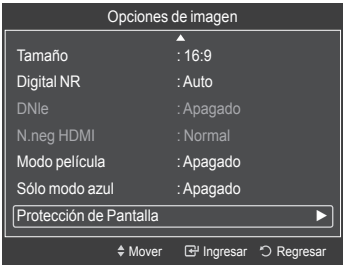 Opciones de imagen
Tamaño : 16:9
Digital NR : Auto
DNIe : Apagado
N.neg HDMI : Normal
Modo película : Apagado
Sólo modo azul : Apagado
Protección de Pantalla
Mover Ingresar Regresar